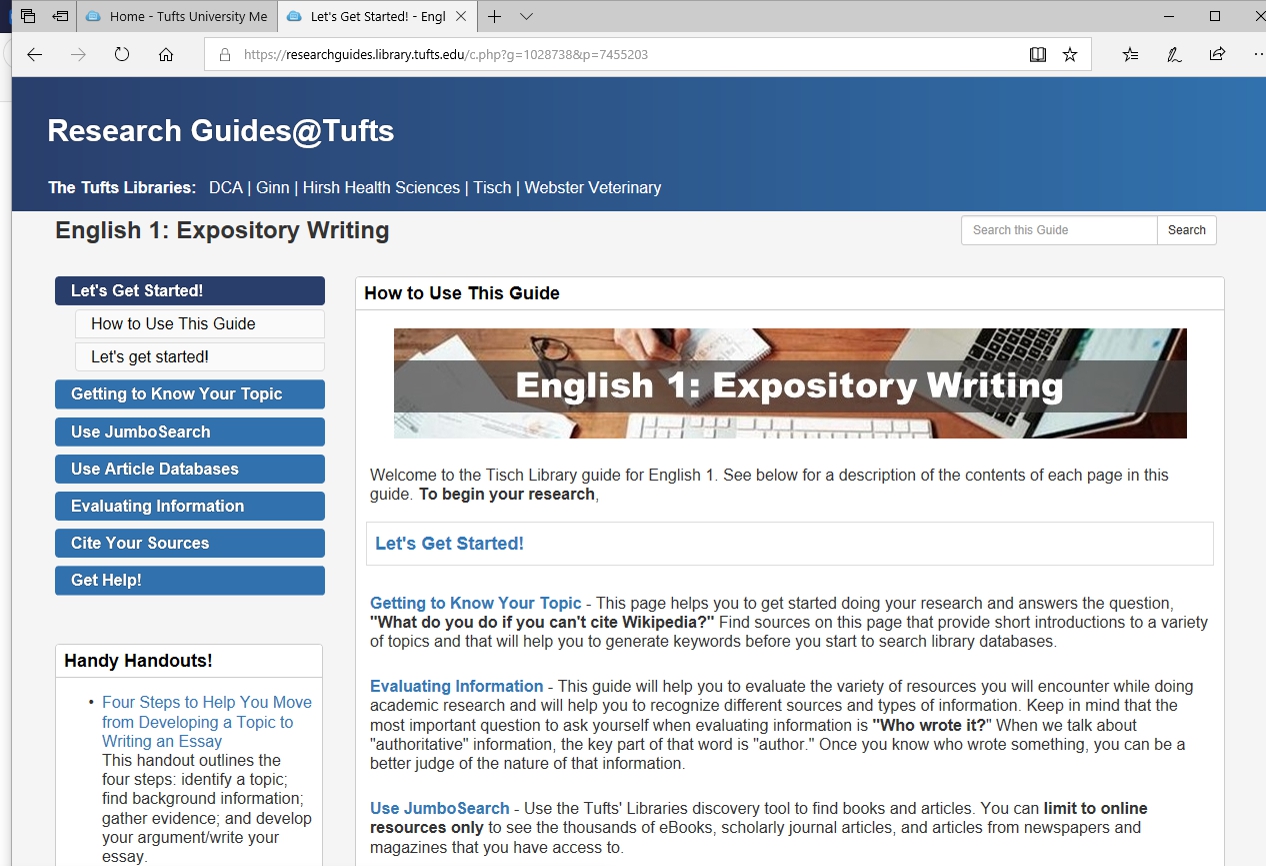 Home - Tufts University Me
Let's Get Started! - Engl
https://researchguides.library.tufts.edu/c.php?g=1028738&p=7455203
Research Guides@Tufts
The Tufts Libraries: DCA | Ginn | Hirsh Health Sciences | Tisch | Webster Veterinary
English 1: Expository Writing
Search this Guide
Search
Let's Get Started!
How to Use This Guide
Let's get started!
Getting to Know Your Topic
Use JumboSearch
Use Article Databases
Evaluating Information
Cite Your Sources
Get Help!
Handy Handouts!
• Four Steps to Help You Move
from Developing a Topic to
Writing an Essay
This handout outlines the
four steps: identify a topic;
find background information;
gather evidence; and develop
your argument/write your
essay.
How to Use This Guide
English 1: Expository Writing
Welcome to the Tisch Library guide for English 1. See below for a description of the contents of each page in this
guide. To begin your research,
Let's Get Started!
Getting to Know Your Topic - This page helps you to get started doing your research and answers the question,
"What do you do if you can't cite Wikipedia?" Find sources on this page that provide short introductions to a variety
of topics and that will help you to generate keywords before you start to search library databases.
Evaluating Information - This guide will help you to evaluate the variety of resources you will encounter while doing
academic research and will help you to recognize different sources and types of information. Keep in mind that the
most important question to ask yourself when evaluating information is "Who wrote it?" When we talk about
"authoritative" information, the key part of that word is "author." Once you know who wrote something, you can be a
better judge of the nature of that information.
Use JumboSearch - Use the Tufts' Libraries discovery tool to find books and articles. You can limit to online
resources only to see the thousands of eBooks, scholarly journal articles, and articles from newspapers and
magazines that you have access to.